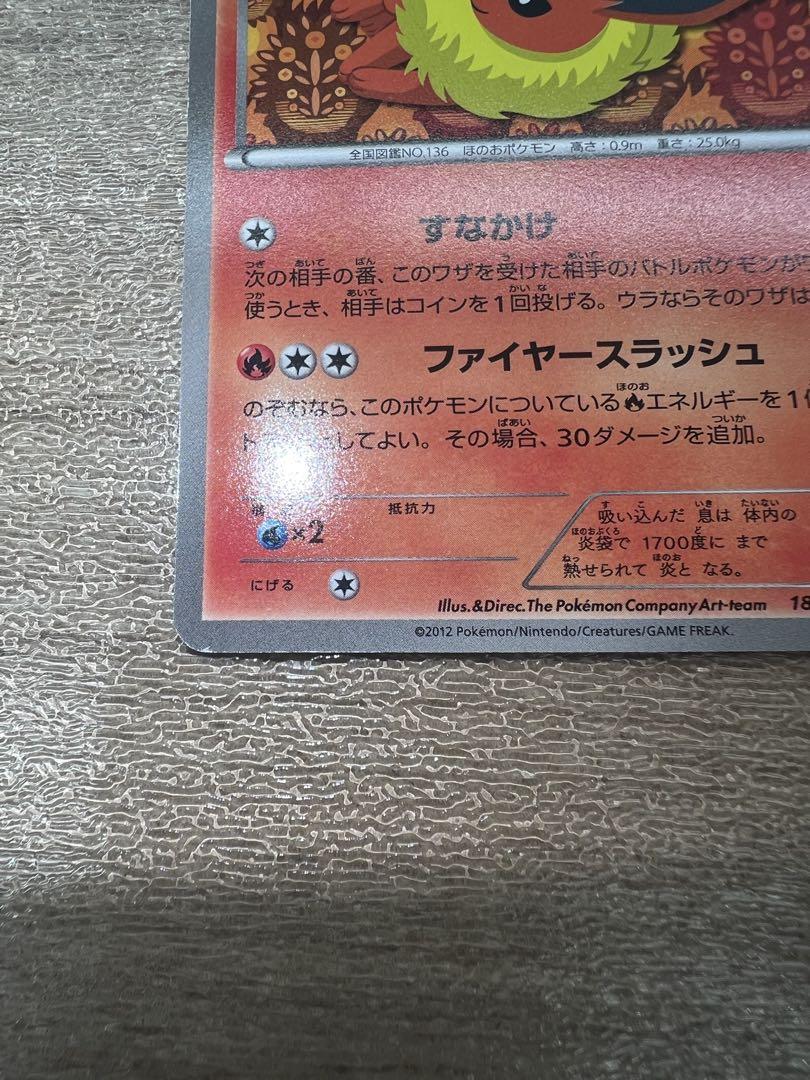 全国図鑑NO.136 ほのおポケモン 高さ:0.9m 重さ:25.0kg
すなかけ
次の相手の番、このワザを受けた相手のバトルポケモンが
使うとき、相手はコインを1回投げる。ウラならそのワザは
ファイヤースラッシュ
のぞむなら、このポケモンについているエネルギーを1
してよい。その場合、30ダメージを追加。
抵抗力
×2
にげる
吸い込んだ 息は 体内の
炎袋で 1700度に まで
熱せられて 炎と なる。
Illus.&Direc.The Pokémon Company Art-team 18
©2012 Pokémon/Nintendo/Creatures/GAME FREAK.